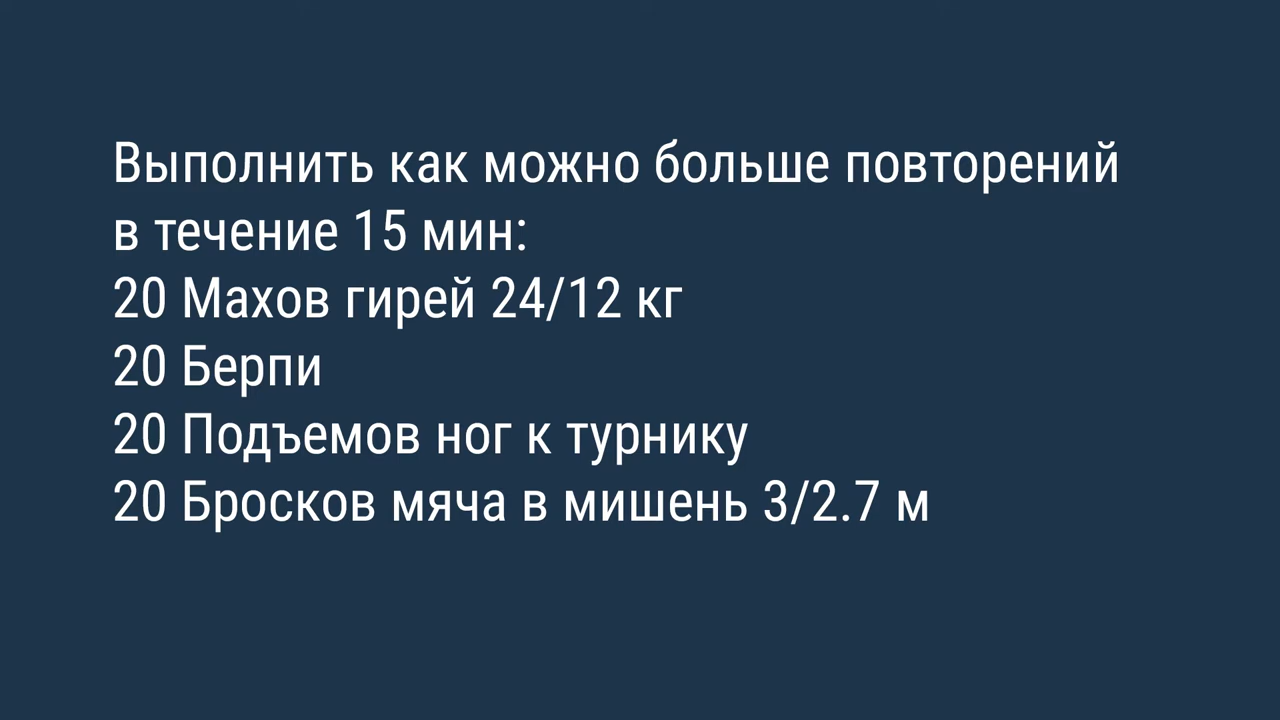 Выполнить как можно больше повторений
в течение 15 мин:
20 Махов гирей 24/12 кг
20 Берпи
20 Подъемов ног к турнику
20 Бросков мяча в мишень 3/2.7 м